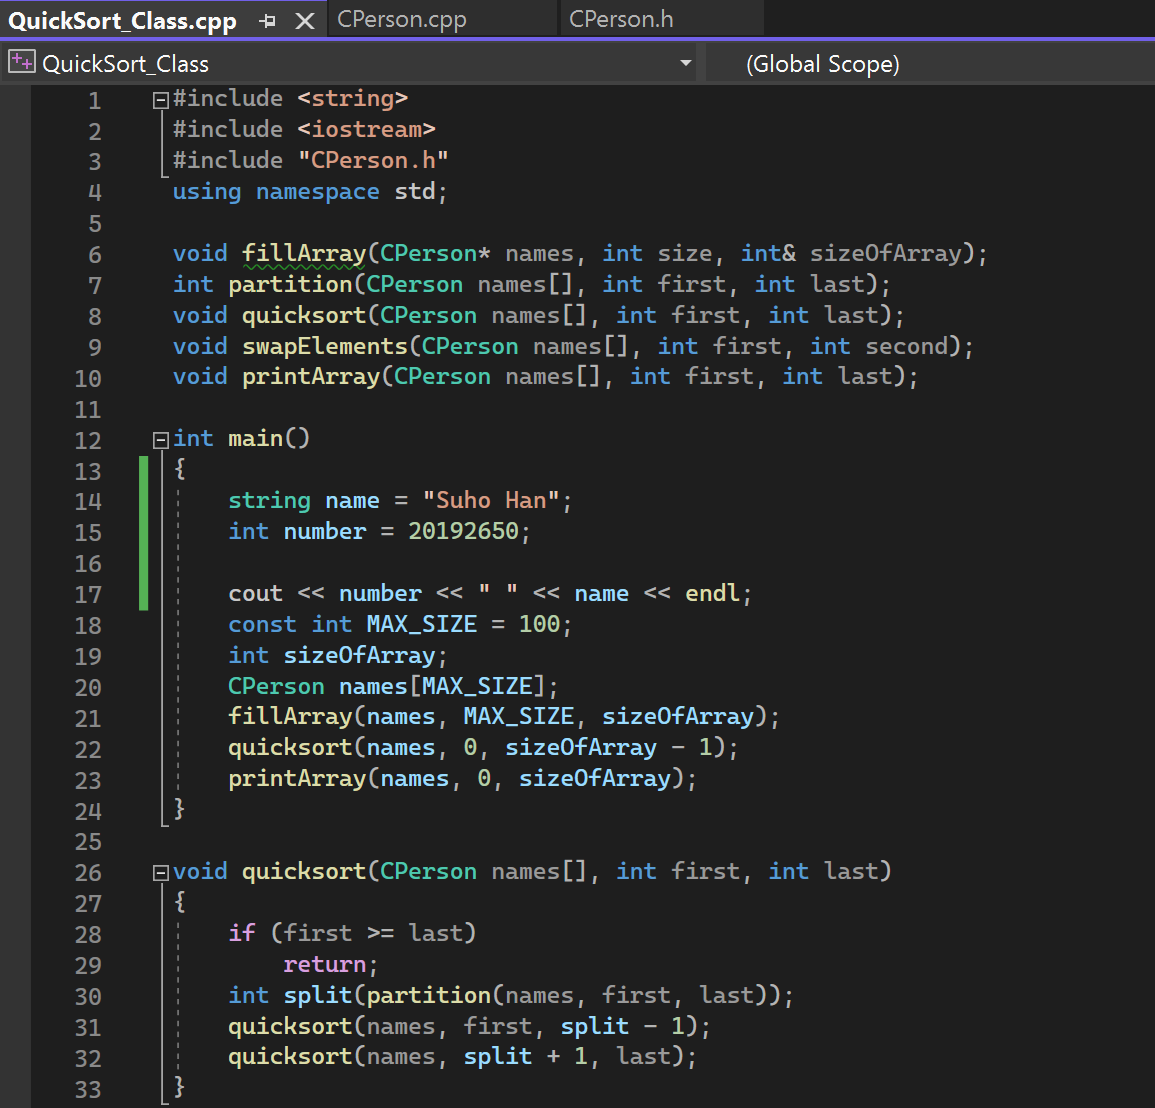 QuickSort_Class.cpp CPerson.cpp CPerson.h
QuickSort_Class (Global Scope)
1 #include <string>
2 #include <iostream>
3 #include "CPerson.h"
4 using namespace std;
5
6 void fillArray(CPerson* names, int size, int& sizeOfArray);
7 int partition(CPerson names[], int first, int last);
8 void quicksort(CPerson names[], int first, int last);
9 void swapElements(CPerson names[], int first, int second);
10 void printArray(CPerson names[], int first, int last);
11
12 int main()
13 {
14 string name = "Suho Han";
15 int number = 20192650;
16
17 cout << number << " " << name << endl;
18 const int MAX_SIZE = 100;
19 int sizeOfArray;
20 CPerson names[MAX_SIZE];
21 fillArray(names, MAX_SIZE, sizeOfArray);
22 quicksort(names, 0, sizeOfArray - 1);
23 printArray(names, 0, sizeOfArray);
24 }
25
26 void quicksort(CPerson names[], int first, int last)
27 {
28 if (first >= last)
29 return;
30 int split(partition(names, first, last));
31 quicksort(names, first, split - 1);
32 quicksort(names, split + 1, last);
33 }